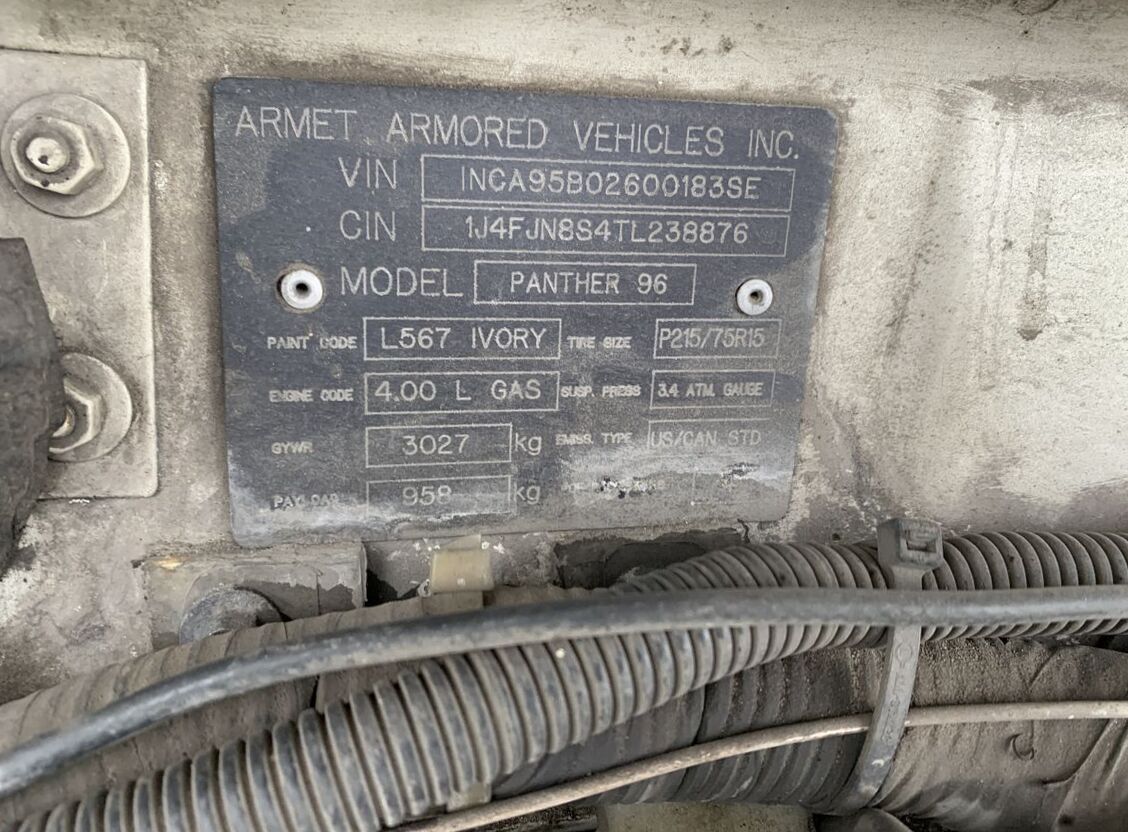 ARMET ARMORED VEHICLES INC.
VIN 1NCA95B02600183SE
CIN 1J4FJN8S4TL238876
MODEL PANTHER 96
PAINT CODE L567 IVORY TIRE SIZE P215/75R15
ENGINE CODE 4.00 L GAS SUSP. PRESS 3.4 ATM. GAUGE
GVWR 3027 kg EMISS. TYPE US/CAN STD
PAYLOAD 958 kg